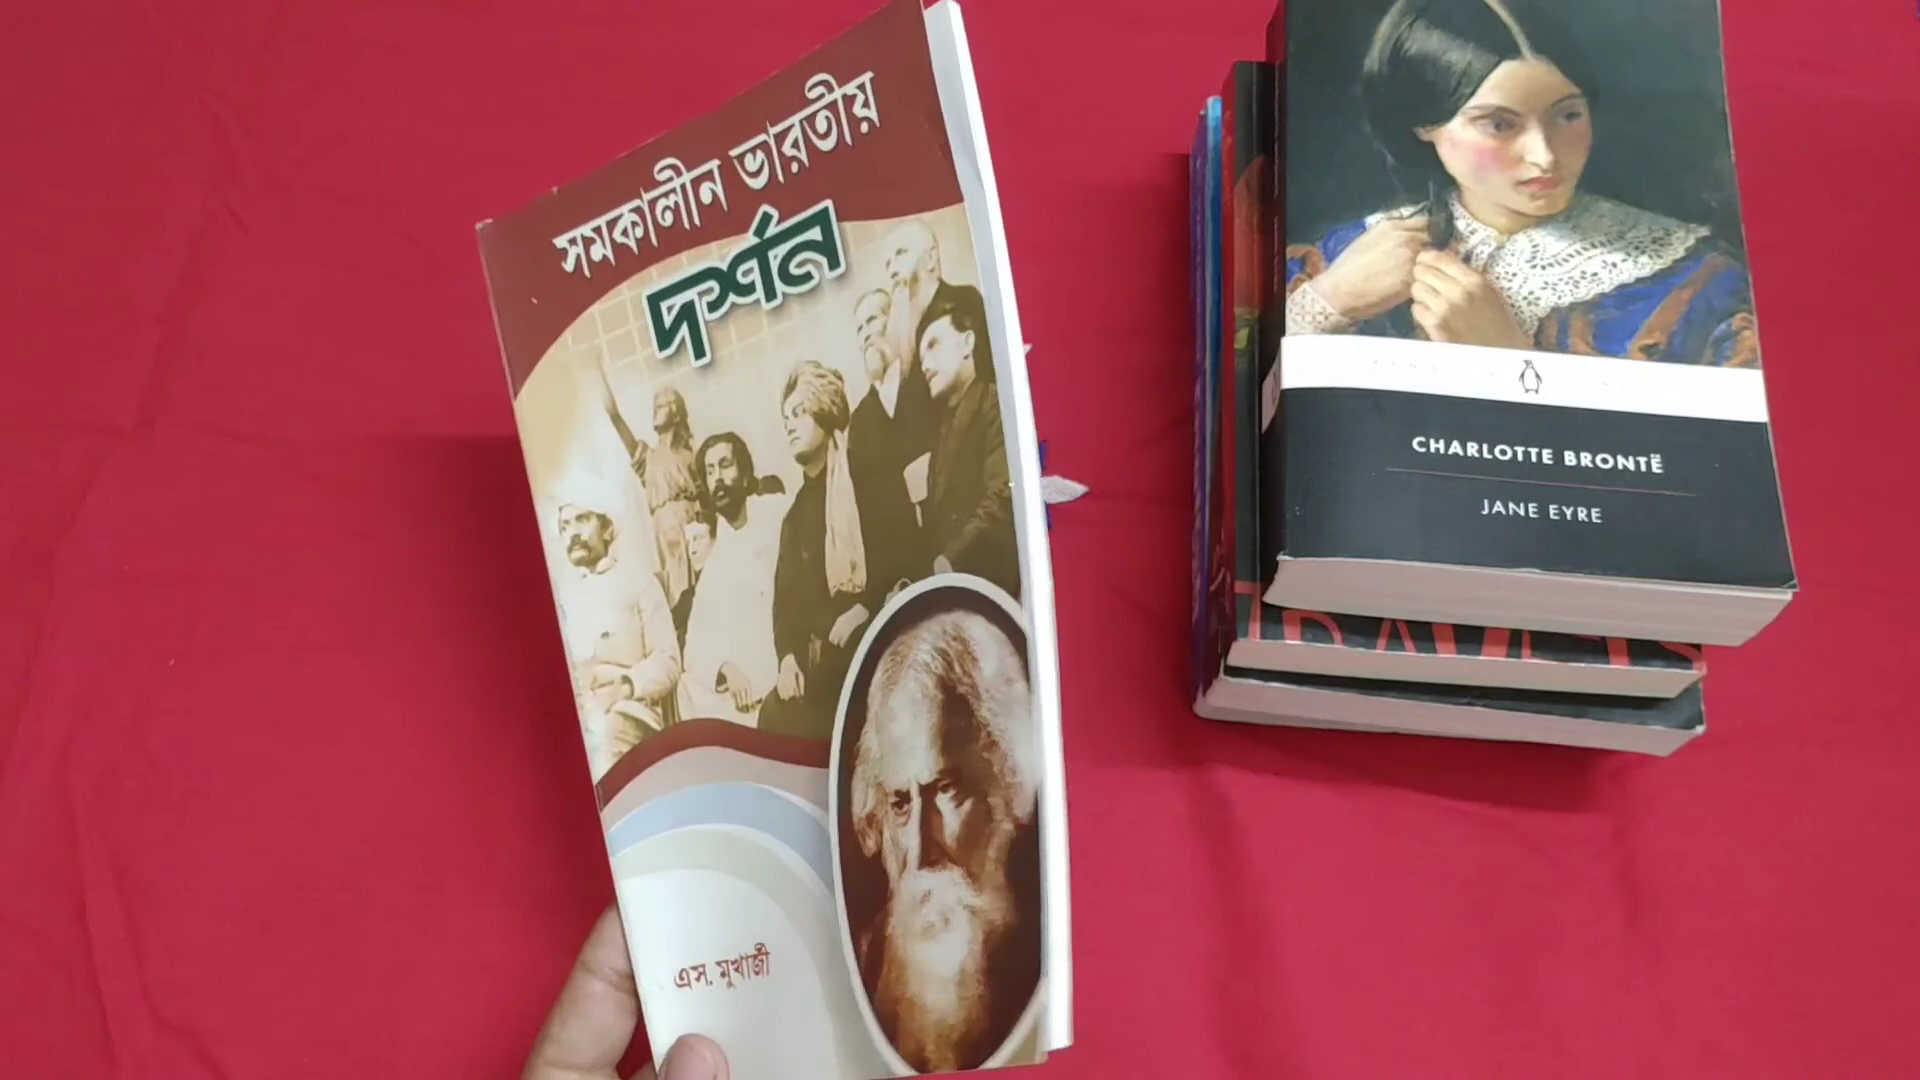 সমকালীন ভারতীয়
দর্শন
এস. মুখার্জী
CHARLOTTE BRONTË
JANE EYRE